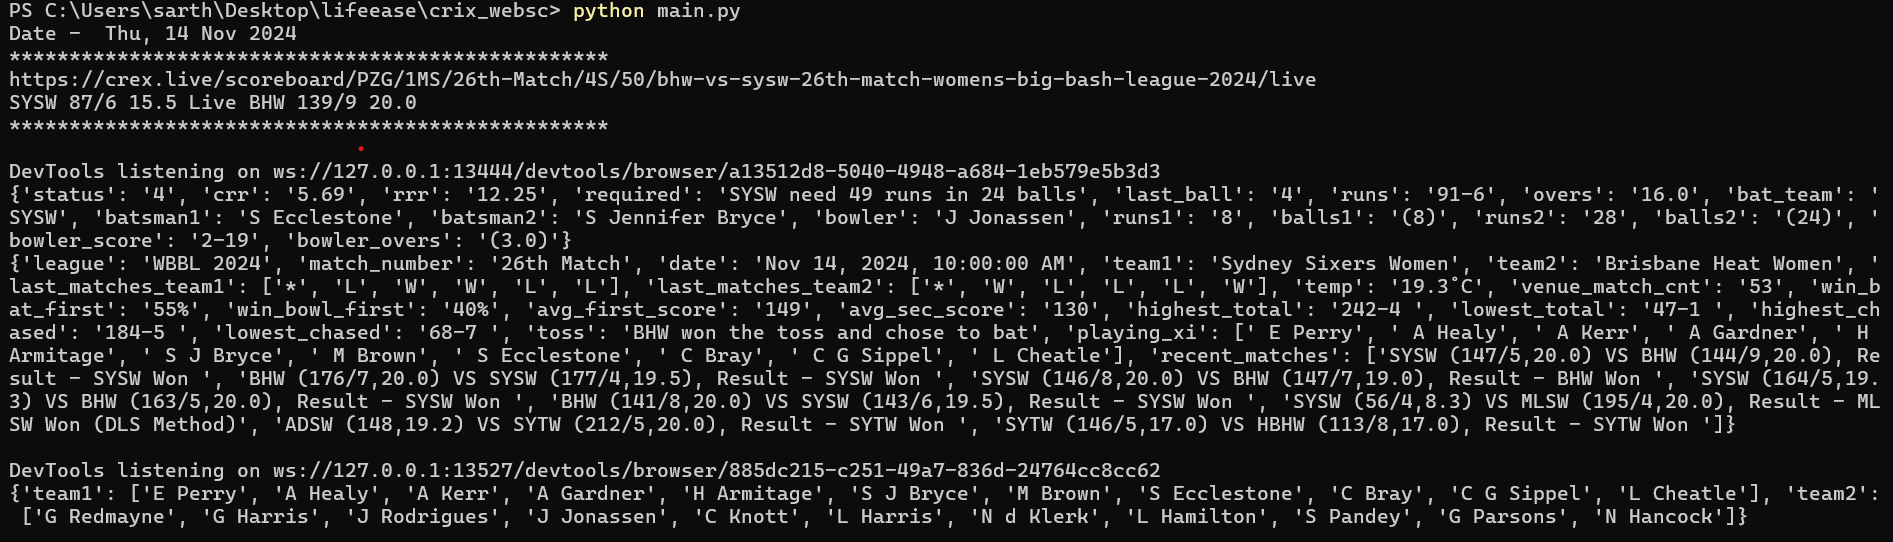 PS C:\Users\sarth\Desktop\lifeease\crix_websc> python main.py
Date -  Thu, 14 Nov 2024
**************************************************
https://crex.live/scoreboard/PZG/1MS/26th-Match/4S/50/bhw-vs-sysw-26th-match-womens-big-bash-league-2024/live
SYSW 87/6 15.5 Live BHW 139/9 20.0
**************************************************
DevTools listening on ws://127.0.0.1:13444/devtools/browser/a13512d8-5040-4948-a684-1eb579e5b3d3
{'status': '4', 'crr': '5.69', 'rrr': '12.25', 'required': 'SYSW need 49 runs in 24 balls', 'last_ball': '4', 'runs': '91-6', 'overs': '16.0', 'bat_team': '
SYSW', 'batsman1': 'S Ecclestone', 'batsman2': 'S Jennifer Bryce', 'bowler': 'J Jonassen', 'runs1': '8', 'balls1': '(8)', 'runs2': '28', 'balls2': '(24)', '
bowler_score': '2-19', 'bowler_overs': '(3.0)'}
{'league': 'WBBL 2024', 'match_number': '26th Match', 'date': 'Nov 14, 2024, 10:00:00 AM', 'team1': 'Sydney Sixers Women', 'team2': 'Brisbane Heat Women', '
last_matches_team1': ['*', 'L', 'W', 'W', 'L', 'L'], 'last_matches_team2': ['*', 'W', 'L', 'L', 'L', 'W'], 'temp': '19.3˚C', 'venue_match_cnt': '53', 'win_b
at_first': '55%', 'win_bowl_first': '40%', 'avg_first_score': '149', 'avg_sec_score': '130', 'highest_total': '242-4 ', 'lowest_total': '47-1 ', 'highest_ch
ased': '184-5 ', 'lowest_chased': '68-7 ', 'toss': 'BHW won the toss and chose to bat', 'playing_xi': [' E Perry', ' A Healy', ' A Kerr', ' A Gardner', ' H 
Armitage', ' S J Bryce', ' M Brown', ' S Ecclestone', ' C Bray', ' C G Sippel', ' L Cheatle'], 'recent_matches': ['SYSW (147/5,20.0) VS BHW (144/9,20.0), Re
sult - SYSW Won ', 'BHW (176/7,20.0) VS SYSW (177/4,19.5), Result - SYSW Won ', 'SYSW (146/8,20.0) VS BHW (147/7,19.0), Result - BHW Won ', 'SYSW (164/5,19.
3) VS BHW (163/5,20.0), Result - SYSW Won ', 'BHW (141/8,20.0) VS SYSW (143/6,19.5), Result - SYSW Won ', 'SYSW (56/4,8.3) VS MLSW (195/4,20.0), Result - ML
SW Won (DLS Method)', 'ADSW (148,19.2) VS SYTW (212/5,20.0), Result - SYTW Won ', 'SYTW (146/5,17.0) VS HBHW (113/8,17.0), Result - SYTW Won ']}
DevTools listening on ws://127.0.0.1:13527/devtools/browser/885dc215-c251-49a7-836d-24764cc8cc62
{'team1': ['E Perry', 'A Healy', 'A Kerr', 'A Gardner', 'H Armitage', 'S J Bryce', 'M Brown', 'S Ecclestone', 'C Bray', 'C G Sippel', 'L Cheatle'], 'team2':
 ['G Redmayne', 'G Harris', 'J Rodrigues', 'J Jonassen', 'C Knott', 'L Harris', 'N d Klerk', 'L Hamilton', 'S Pandey', 'G Parsons', 'N Hancock']}